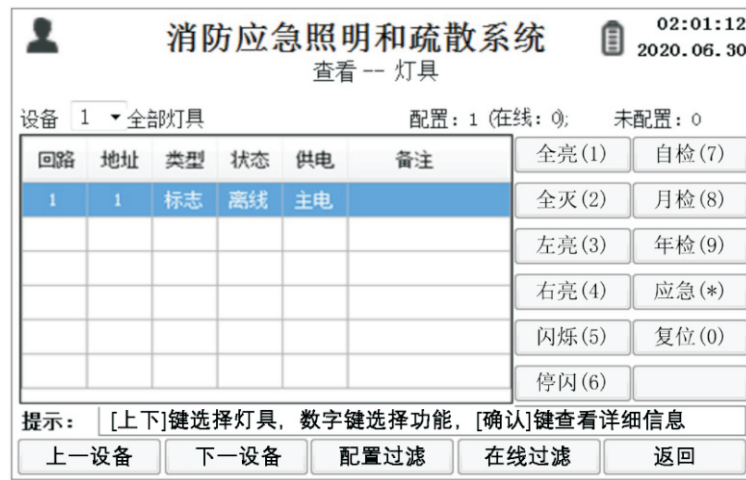 消防应急照明和疏散系统
02:01:12
2020.06.30
查看 -- 灯具
设备 1 全部灯具 配置: 1 (在线: 0); 未配置: 0
回路 地址 类型 状态 供电 备注
1 1 标志 离线 主电
全亮(1) 自检(7)
全灭(2) 月检(8)
左亮(3) 年检(9)
右亮(4) 应急(*)
闪烁(5) 复位(0)
停闪(6)
提示: [上下]键选择灯具, 数字键选择功能, [确认]键查看详细信息
上一设备 下一设备 配置过滤 在线过滤 返回